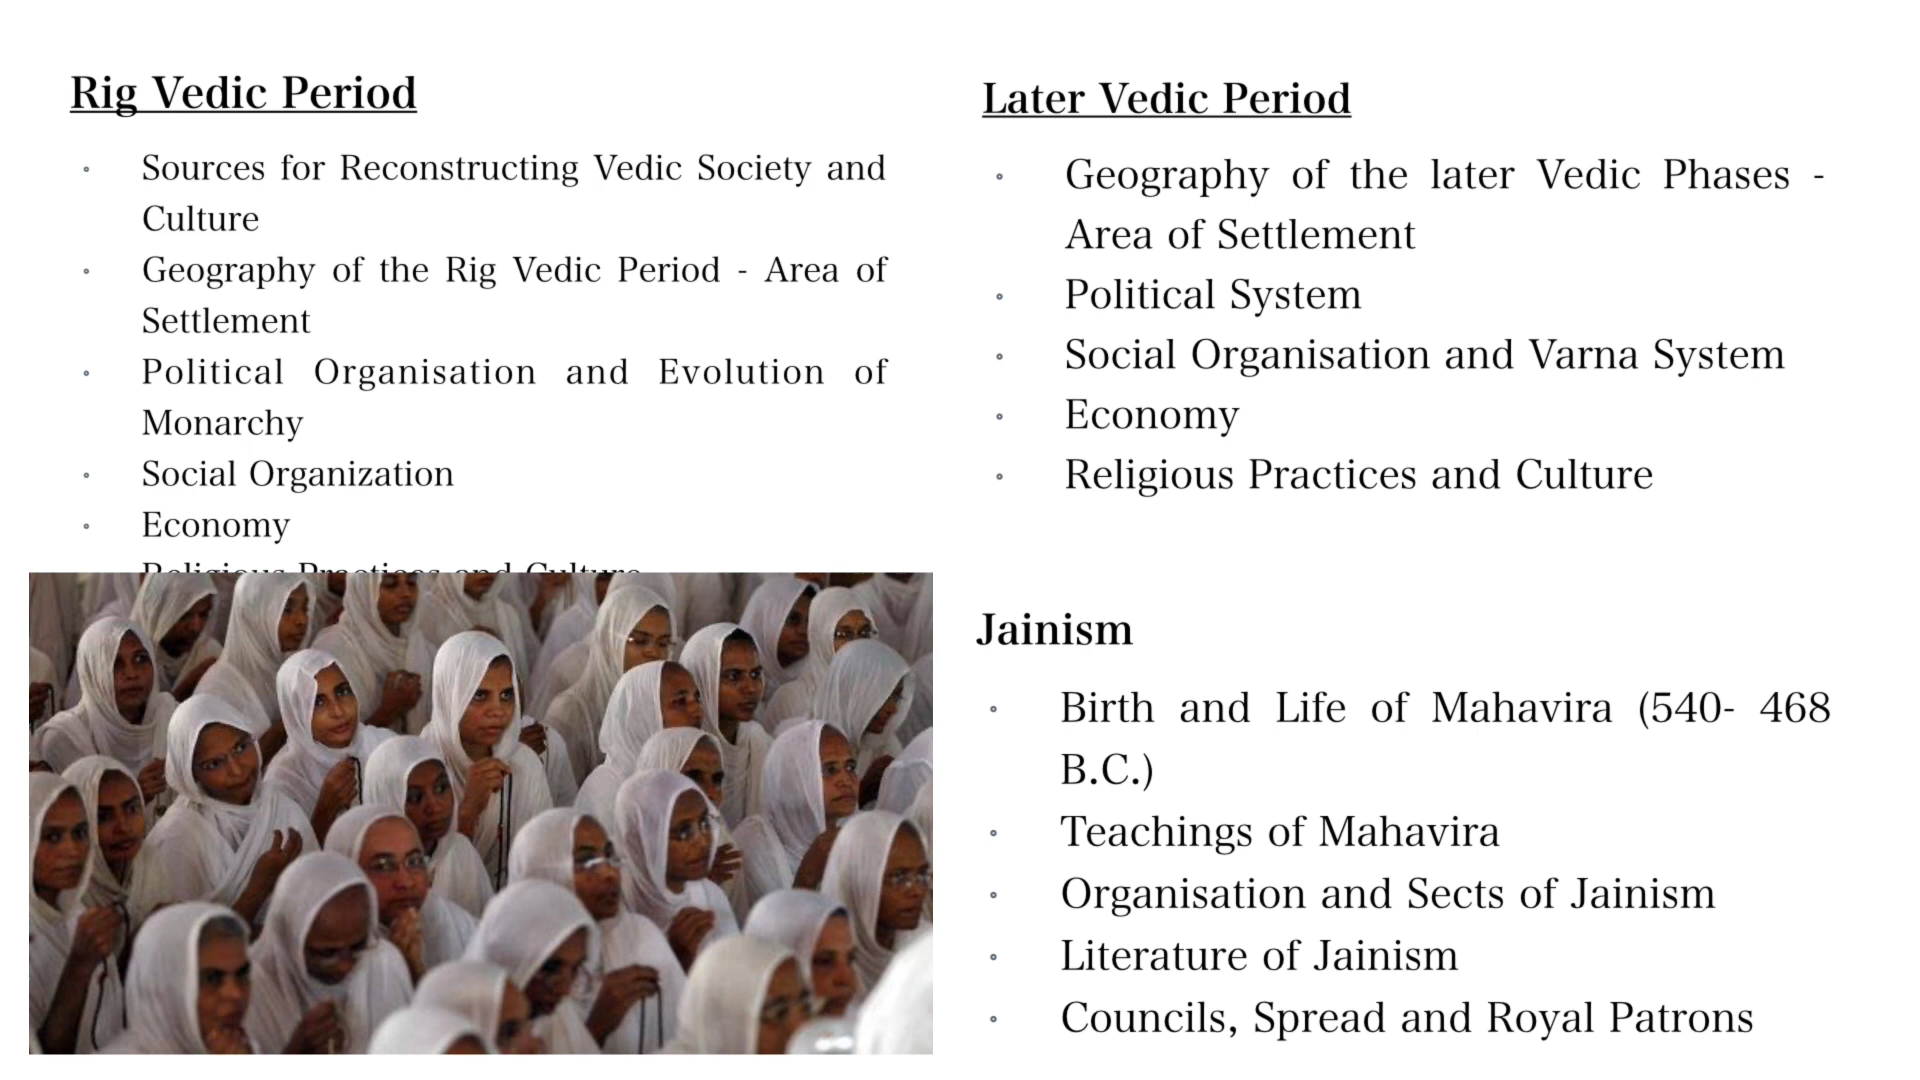 Rig Vedic Period
Sources for Reconstructing Vedic Society and
Culture
Geography of the Rig Vedic Period - Area of
Settlement
Political Organisation and Evolution of
Monarchy
Social Organization
Economy
Religious Practices and Culture
Later Vedic Period
Geography of the later Vedic Phases -
Area of Settlement
Political System
Social Organisation and Varna System
Economy
Religious Practices and Culture
Jainism
Birth and Life of Mahavira (540- 468
B.C.)
Teachings of Mahavira
Organisation and Sects of Jainism
Literature of Jainism
Councils, Spread and Royal Patrons